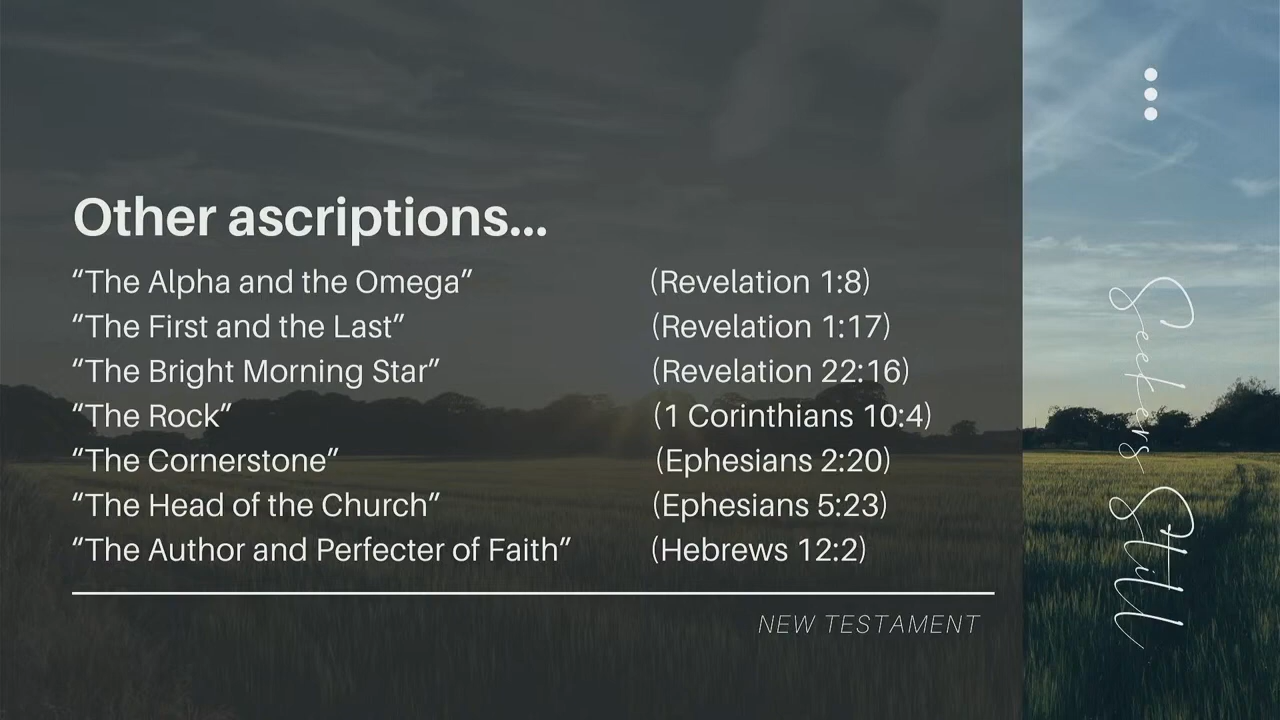 Other ascriptions...
“The Alpha and the Omega” (Revelation 1:8)
“The First and the Last” (Revelation 1:17)
“The Bright Morning Star” (Revelation 22:16)
“The Rock” (1 Corinthians 10:4)
“The Cornerstone” (Ephesians 2:20)
“The Head of the Church” (Ephesians 5:23)
“The Author and Perfecter of Faith” (Hebrews 12:2)
NEW TESTAMENT
Seekers Still